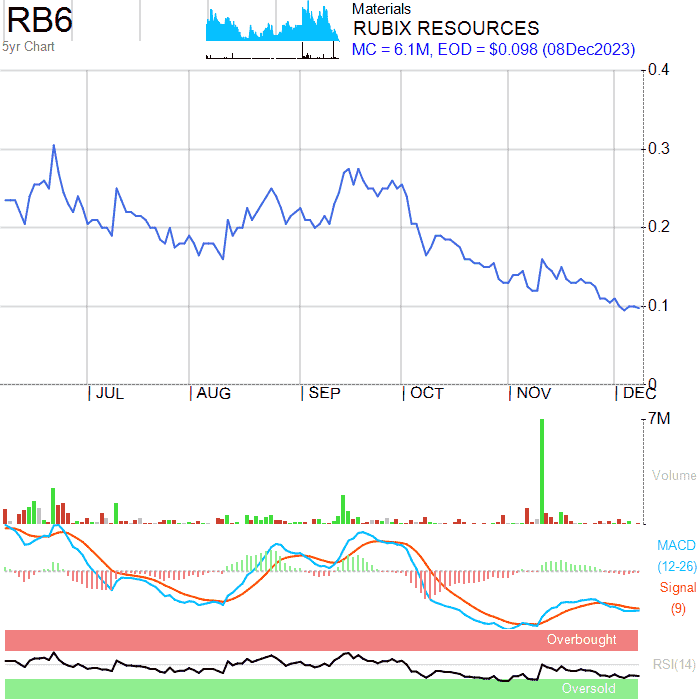 RB6
5yr Chart
Materials
RUBIX RESOURCES
MC = 6.1M, EOD = $0.098 (08Dec2023)
0.4
0.3
0.2
0.1
0
JUL AUG SEP OCT NOV DEC
7M
Volume
MACD
(12-26)
Signal
(9)
Overbought
RSI(14)
Oversold